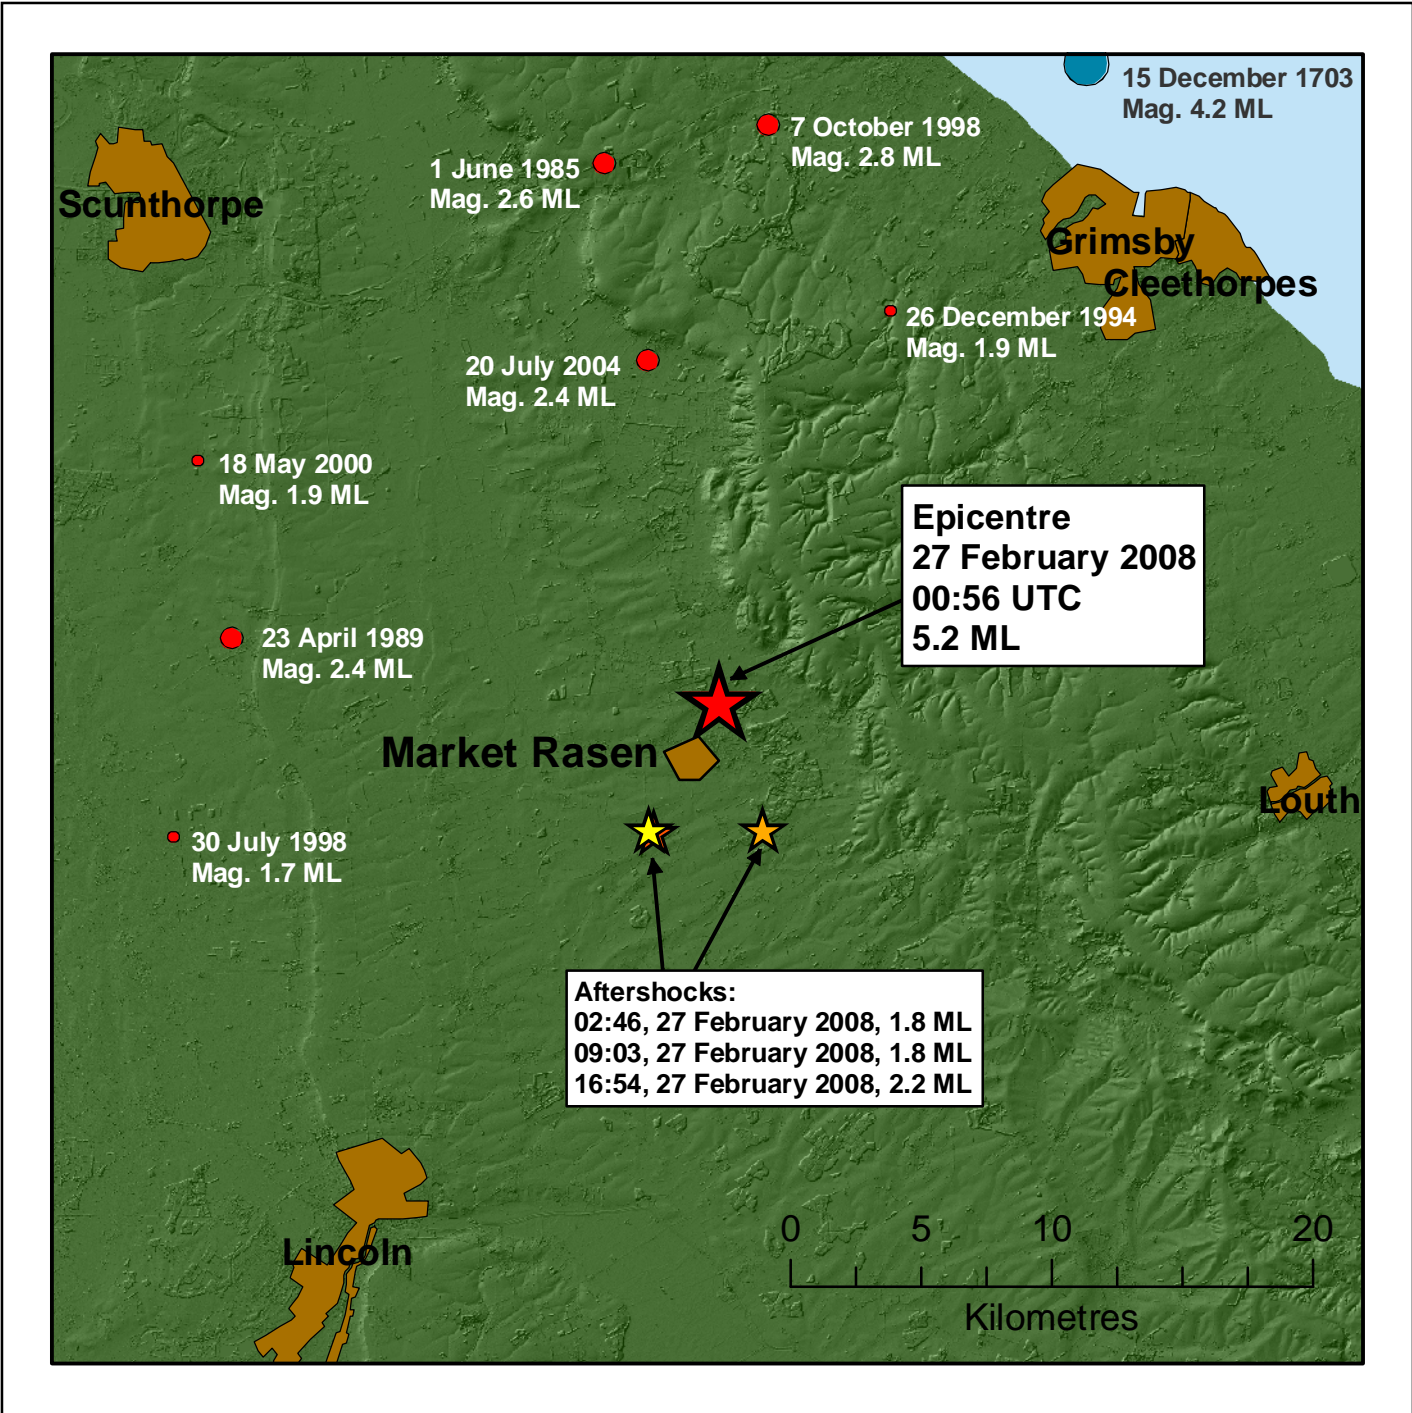 15 December 1703
Mag. 4.2 ML
7 October 1998
Mag. 2.8 ML
1 June 1985
Mag. 2.6 ML
Scunthorpe
Grimsby
Cleethorpes
26 December 1994
Mag. 1.9 ML
20 July 2004
Mag. 2.4 ML
18 May 2000
Mag. 1.9 ML
Epicentre
27 February 2008
00:56 UTC
5.2 ML
23 April 1989
Mag. 2.4 ML
Market Rasen
Louth
30 July 1998
Mag. 1.7 ML
Aftershocks:
02:46, 27 February 2008, 1.8 ML
09:03, 27 February 2008, 1.8 ML
16:54, 27 February 2008, 2.2 ML
Lincoln
0 5 10 20
Kilometres